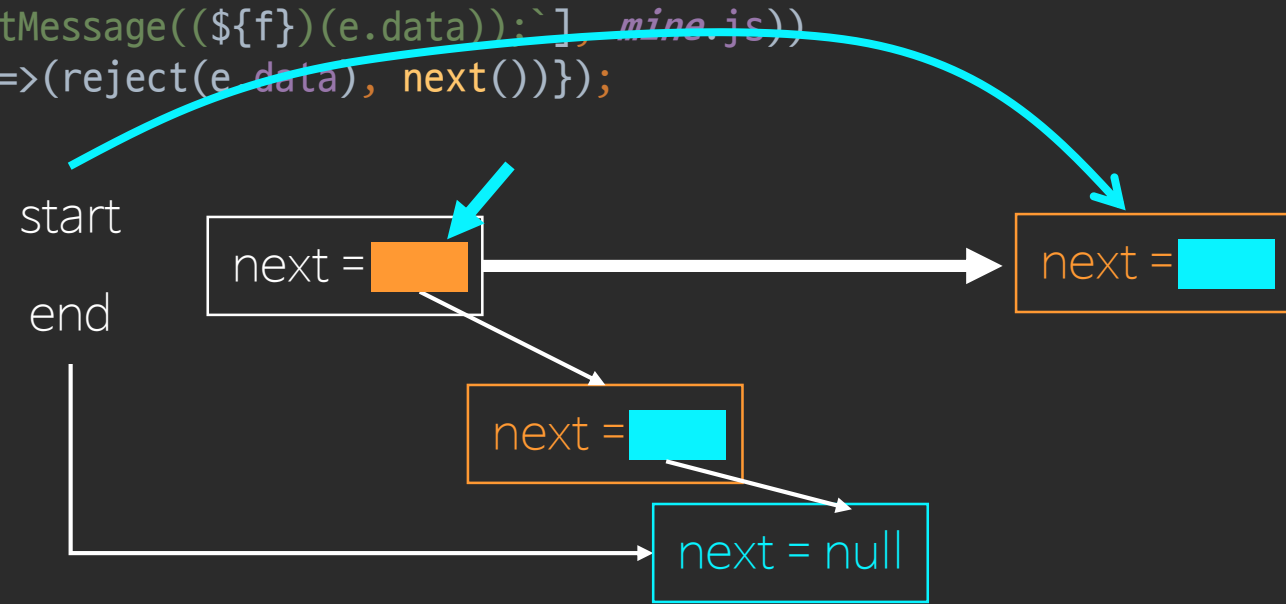 tMessage((${f})(e.data));`], mine.js))
=>(reject(e.data), next())});
start
next =
next =
end
next =
next = null